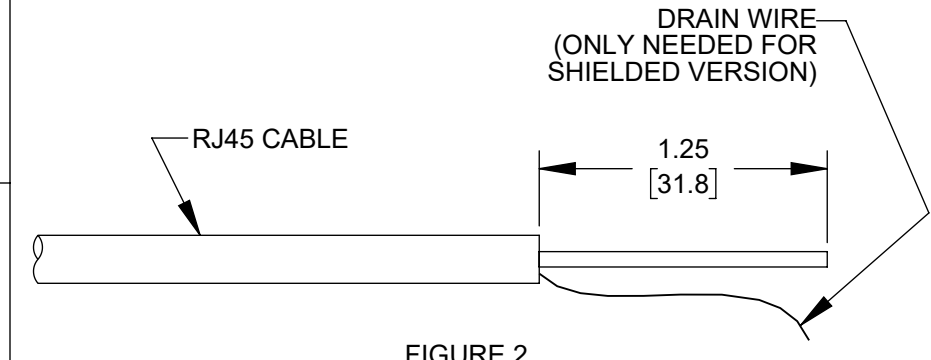 DRAIN WIRE
(ONLY NEEDED FOR
SHIELDED VERSION)
RJ45 CABLE
1.25
[31.8]
FIGURE 2